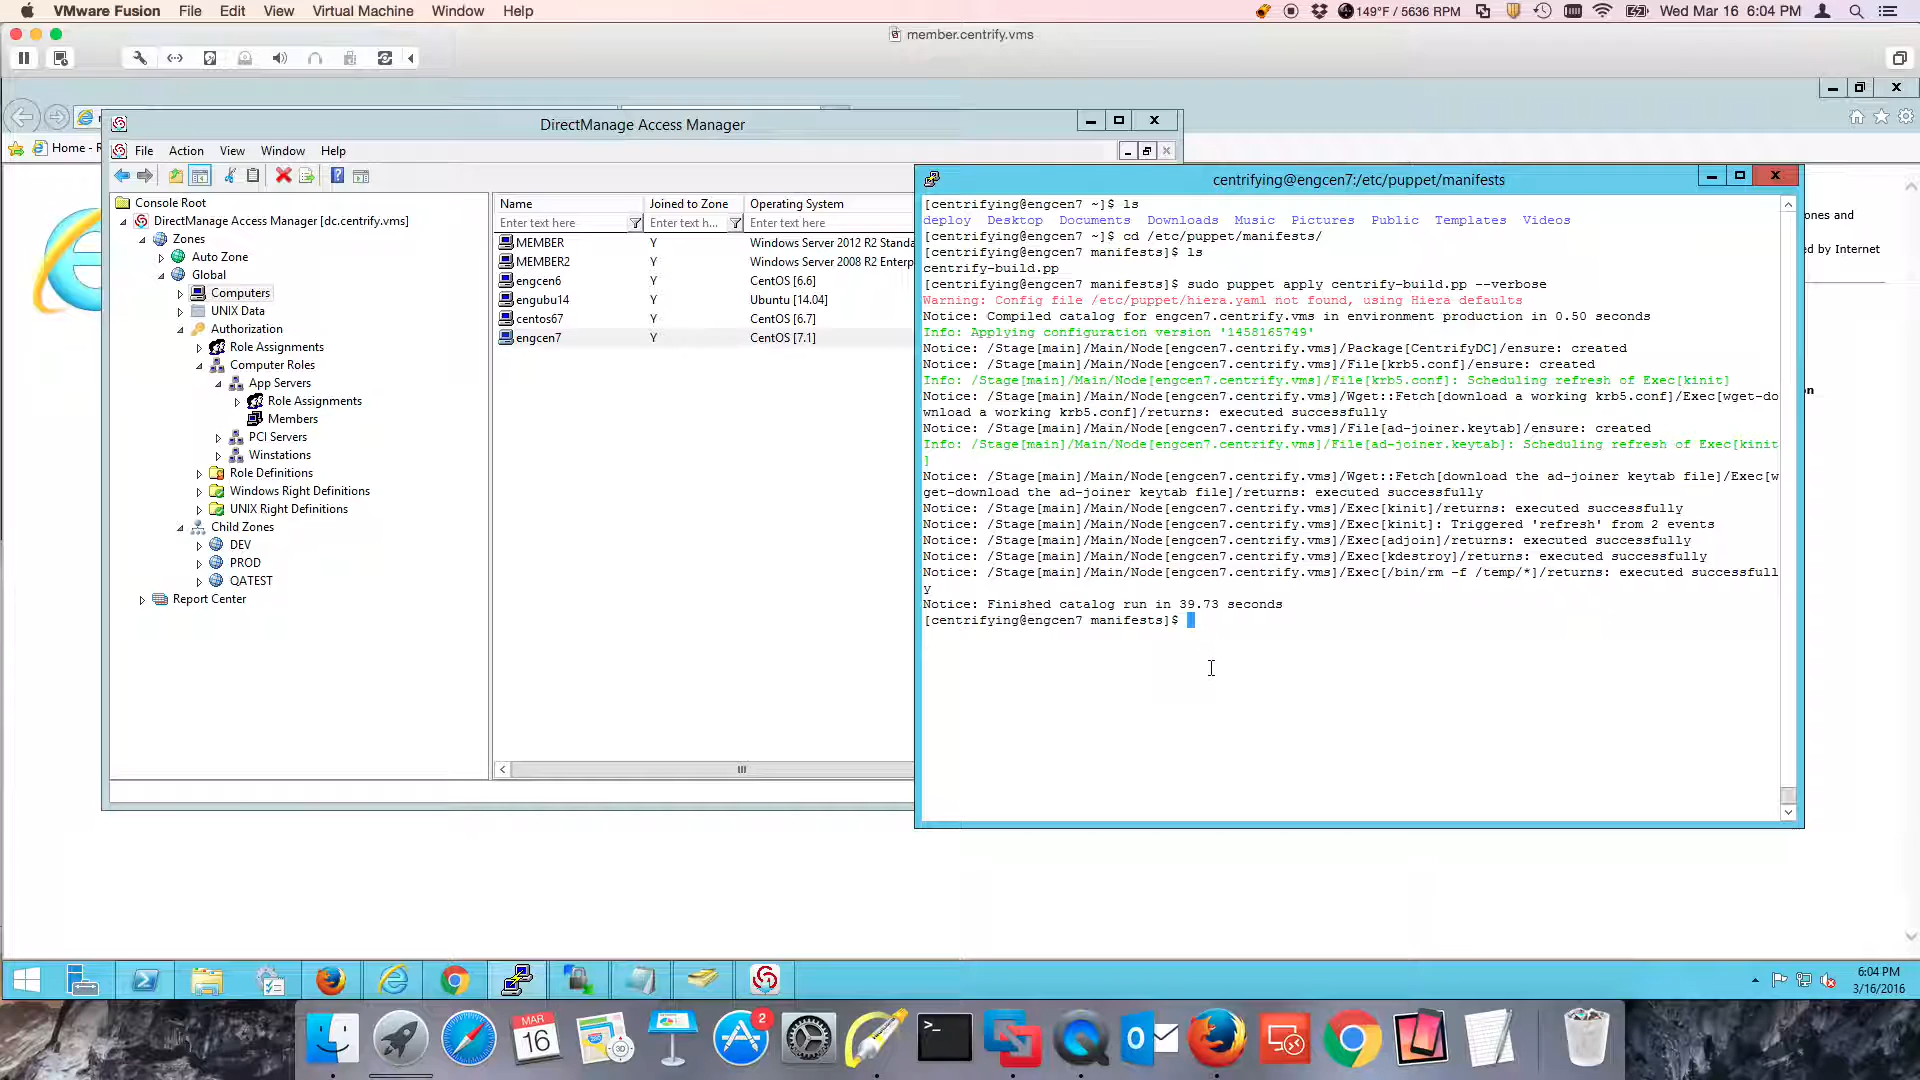 VMware Fusion File Edit View Virtual Machine Window Help 149°F / 5636 RPM Wed Mar 16 6:04 PM
member.centrify.vms
Home - R
DirectManage Access Manager
File Action View Window Help
Console Root
DirectManage Access Manager [dc.centrify.vms]
Zones
Auto Zone
Global
Computers
UNIX Data
Authorization
Role Assignments
Computer Roles
App Servers
Role Assignments
Members
PCI Servers
Winstations
Role Definitions
Windows Right Definitions
UNIX Right Definitions
Child Zones
DEV
PROD
QATEST
Report Center
Name Joined to Zone Operating System
Enter text here Enter text h... Enter text here
MEMBER Y Windows Server 2012 R2 Standa
MEMBER2 Y Windows Server 2008 R2 Enterp
engcen6 Y CentOS [6.6]
engubu14 Y Ubuntu [14.04]
centos67 Y CentOS [6.7]
engcen7 Y CentOS [7.1]
centrifying@engcen7:/etc/puppet/manifests
[centrifying@engcen7 ~]$ ls
deploy Desktop Documents Downloads Music Pictures Public Templates Videos
[centrifying@engcen7 ~]$ cd /etc/puppet/manifests/
[centrifying@engcen7 manifests]$ ls
centrify-build.pp
[centrifying@engcen7 manifests]$ sudo puppet apply centrify-build.pp --verbose
Warning: Config file /etc/puppet/hiera.yaml not found, using Hiera defaults
Notice: Compiled catalog for engcen7.centrify.vms in environment production in 0.50 seconds
Info: Applying configuration version '1458165749'
Notice: /Stage[main]/Main/Node[engcen7.centrify.vms]/Package[CentrifyDC]/ensure: created
Notice: /Stage[main]/Main/Node[engcen7.centrify.vms]/File[krb5.conf]/ensure: created
Info: /Stage[main]/Main/Node[engcen7.centrify.vms]/File[krb5.conf]: Scheduling refresh of Exec[kinit]
Notice: /Stage[main]/Main/Node[engcen7.centrify.vms]/Wget::Fetch[download a working krb5.conf]/Exec[wget-do
wnload a working krb5.conf]/returns: executed successfully
Notice: /Stage[main]/Main/Node[engcen7.centrify.vms]/File[ad-joiner.keytab]/ensure: created
Info: /Stage[main]/Main/Node[engcen7.centrify.vms]/File[ad-joiner.keytab]: Scheduling refresh of Exec[kinit
]
Notice: /Stage[main]/Main/Node[engcen7.centrify.vms]/Wget::Fetch[download the ad-joiner keytab file]/Exec[w
get-download the ad-joiner keytab file]/returns: executed successfully
Notice: /Stage[main]/Main/Node[engcen7.centrify.vms]/Exec[kinit]/returns: executed successfully
Notice: /Stage[main]/Main/Node[engcen7.centrify.vms]/Exec[kinit]: Triggered 'refresh' from 2 events
Notice: /Stage[main]/Main/Node[engcen7.centrify.vms]/Exec[adjoin]/returns: executed successfully
Notice: /Stage[main]/Main/Node[engcen7.centrify.vms]/Exec[kdestroy]/returns: executed successfully
Notice: /Stage[main]/Main/Node[engcen7.centrify.vms]/Exec[/bin/rm -f /temp/*]/returns: executed successfull
y
Notice: Finished catalog run in 39.73 seconds
[centrifying@engcen7 manifests]$
ones and
ed by Internet
on
6:04 PM
3/16/2016
MAR
16
2